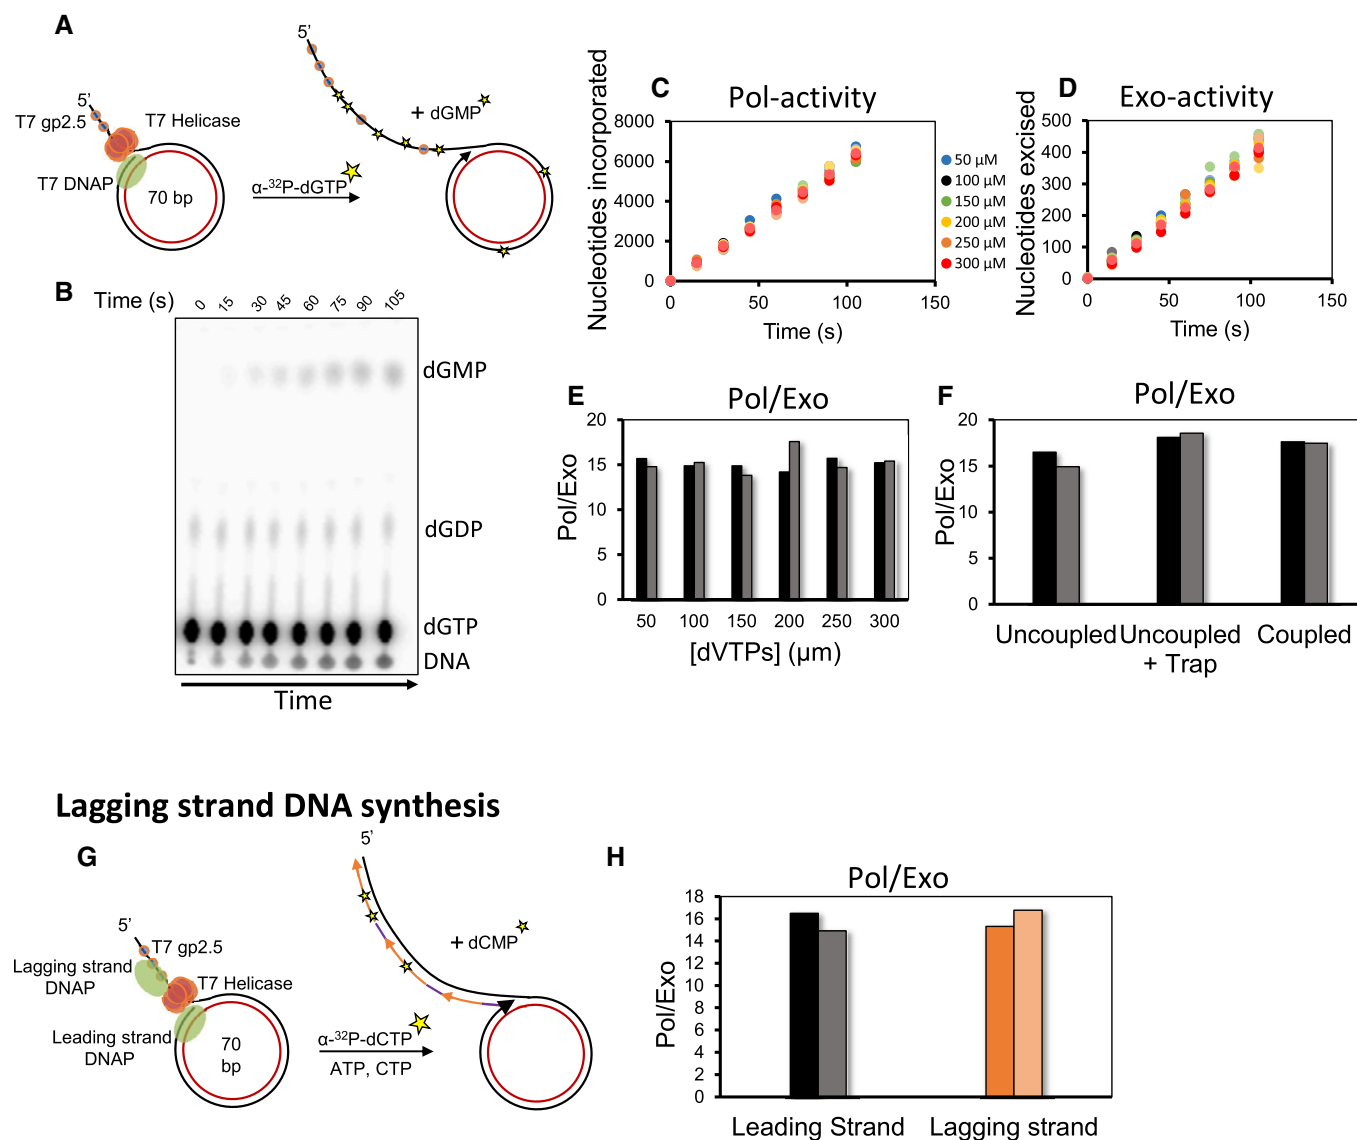 A
5'
T7 gp2.5
T7 Helicase
T7 DNAP
70 bp
α-³²P-dGTP
5'
+ dGMP
B
Time (s)
0 15 30 45 60 75 90 105
dGMP
dGDP
dGTP
DNA
Time
C
Pol-activity
Nucleotides incorporated
8000
6000
4000
2000
0
0 50 100 150
Time (s)
50 µM
100 µM
150 µM
200 µM
250 µM
300 µM
D
Exo-activity
Nucleotides excised
500
400
300
200
100
0
0 50 100 150
Time (s)
E
Pol/Exo
Pol/Exo
20
15
10
5
0
50 100 150 200 250 300
[dVTPs] (µm)
F
Pol/Exo
Pol/Exo
20
15
10
5
0
Uncoupled Uncoupled + Trap Coupled
Lagging strand DNA synthesis
G
5'
T7 gp2.5
Lagging strand
DNAP
T7 Helicase
Leading strand
DNAP
70
bp
α-³²P-dCTP
ATP, CTP
5'
+ dCMP
H
Pol/Exo
Pol/Exo
18
16
14
12
10
8
6
4
2
0
Leading Strand Lagging strand